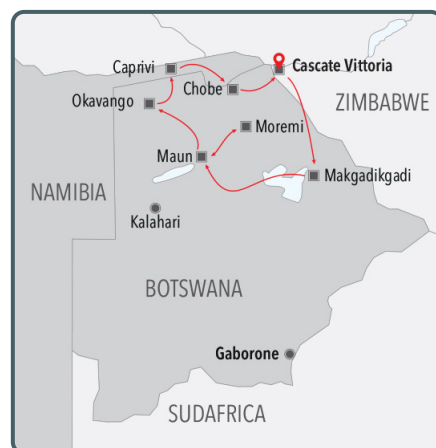 Caprivi
Cascate Vittoria
Chobe
Okavango
ZIMBABWE
Moremi
Maun
Makgadikgadi
NAMIBIA
Kalahari
BOTSWANA
Gaborone
SUDAFRICA